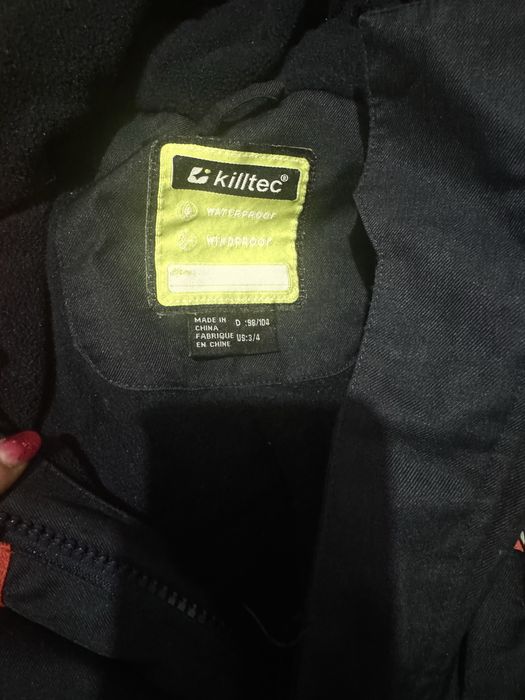 killtec®
WATERPROOF
WINDPROOF
MADE IN
CHINA
FABRIQUE
EN CHINE
D :98/104
US:3/4